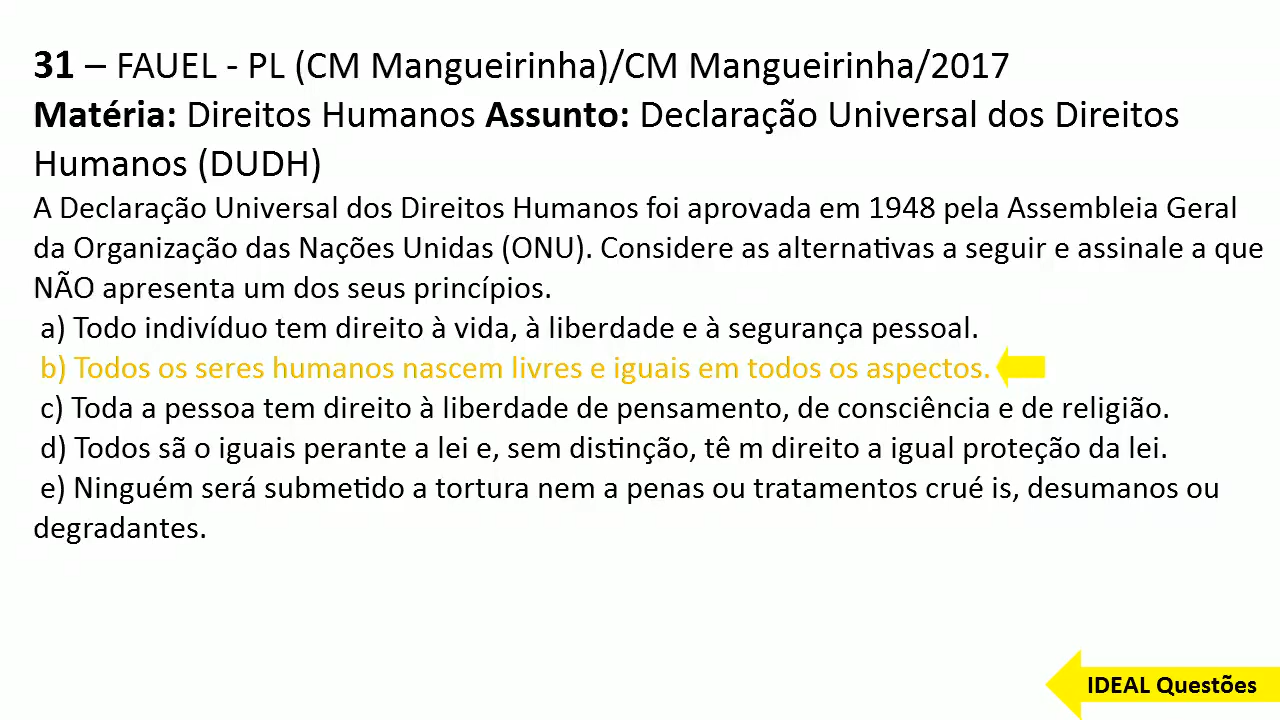 31 – FAUEL - PL (CM Mangueirinha)/CM Mangueirinha/2017
Matéria: Direitos Humanos Assunto: Declaração Universal dos Direitos
Humanos (DUDH)
A Declaração Universal dos Direitos Humanos foi aprovada em 1948 pela Assembleia Geral
da Organização das Nações Unidas (ONU). Considere as alternativas a seguir e assinale a que
NÃO apresenta um dos seus princípios.
a) Todo indivíduo tem direito à vida, à liberdade e à segurança pessoal.
b) Todos os seres humanos nascem livres e iguais em todos os aspectos.
c) Toda a pessoa tem direito à liberdade de pensamento, de consciência e de religião.
d) Todos sã o iguais perante a lei e, sem distinção, tê m direito a igual proteção da lei.
e) Ninguém será submetido a tortura nem a penas ou tratamentos crué is, desumanos ou
degradantes.
IDEAL Questões